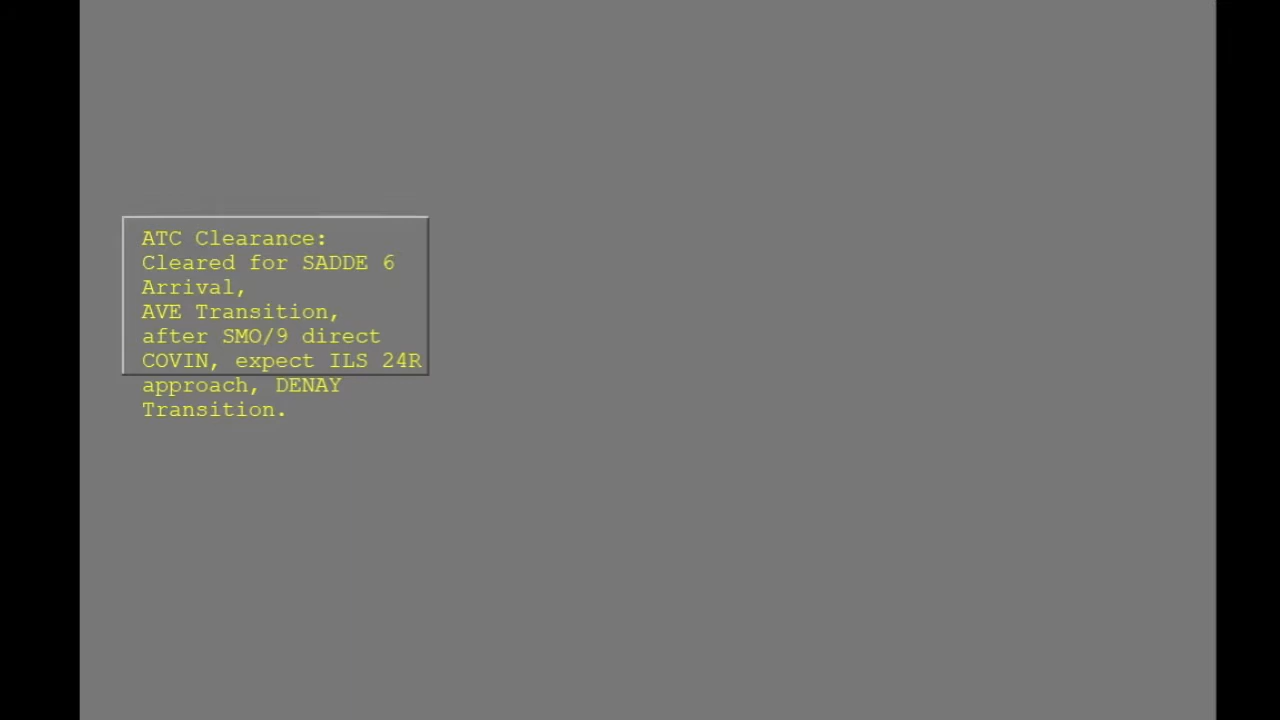 ATC Clearance:
Cleared for SADDE 6
Arrival,
AVE Transition,
after SMO/9 direct
COVIN, expect ILS 24R
approach, DENAY
Transition.